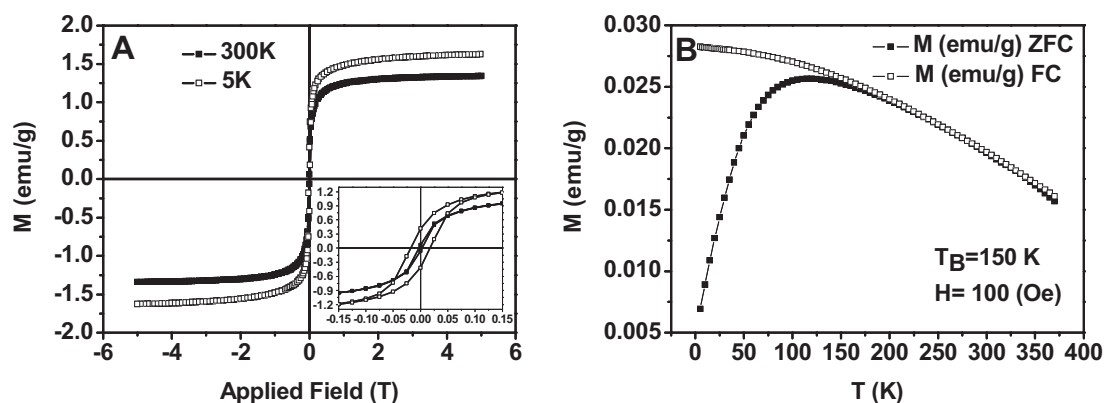 A
300K
5K
M (emu/g)
2.0
1.5
1.0
0.5
0.0
-0.5
-1.0
-1.5
-2.0
-6 -4 -2 0 2 4 6
Applied Field (T)
1.2
0.9
0.6
0.3
0.0
-0.3
-0.6
-0.9
-1.2
-0.15 -0.10 -0.05 0.00 0.05 0.10 0.15
B
M (emu/g) ZFC
M (emu/g) FC
M (emu/g)
0.030
0.025
0.020
0.015
0.010
0.005
TB=150 K
H= 100 (Oe)
0 50 100 150 200 250 300 350 400
T (K)